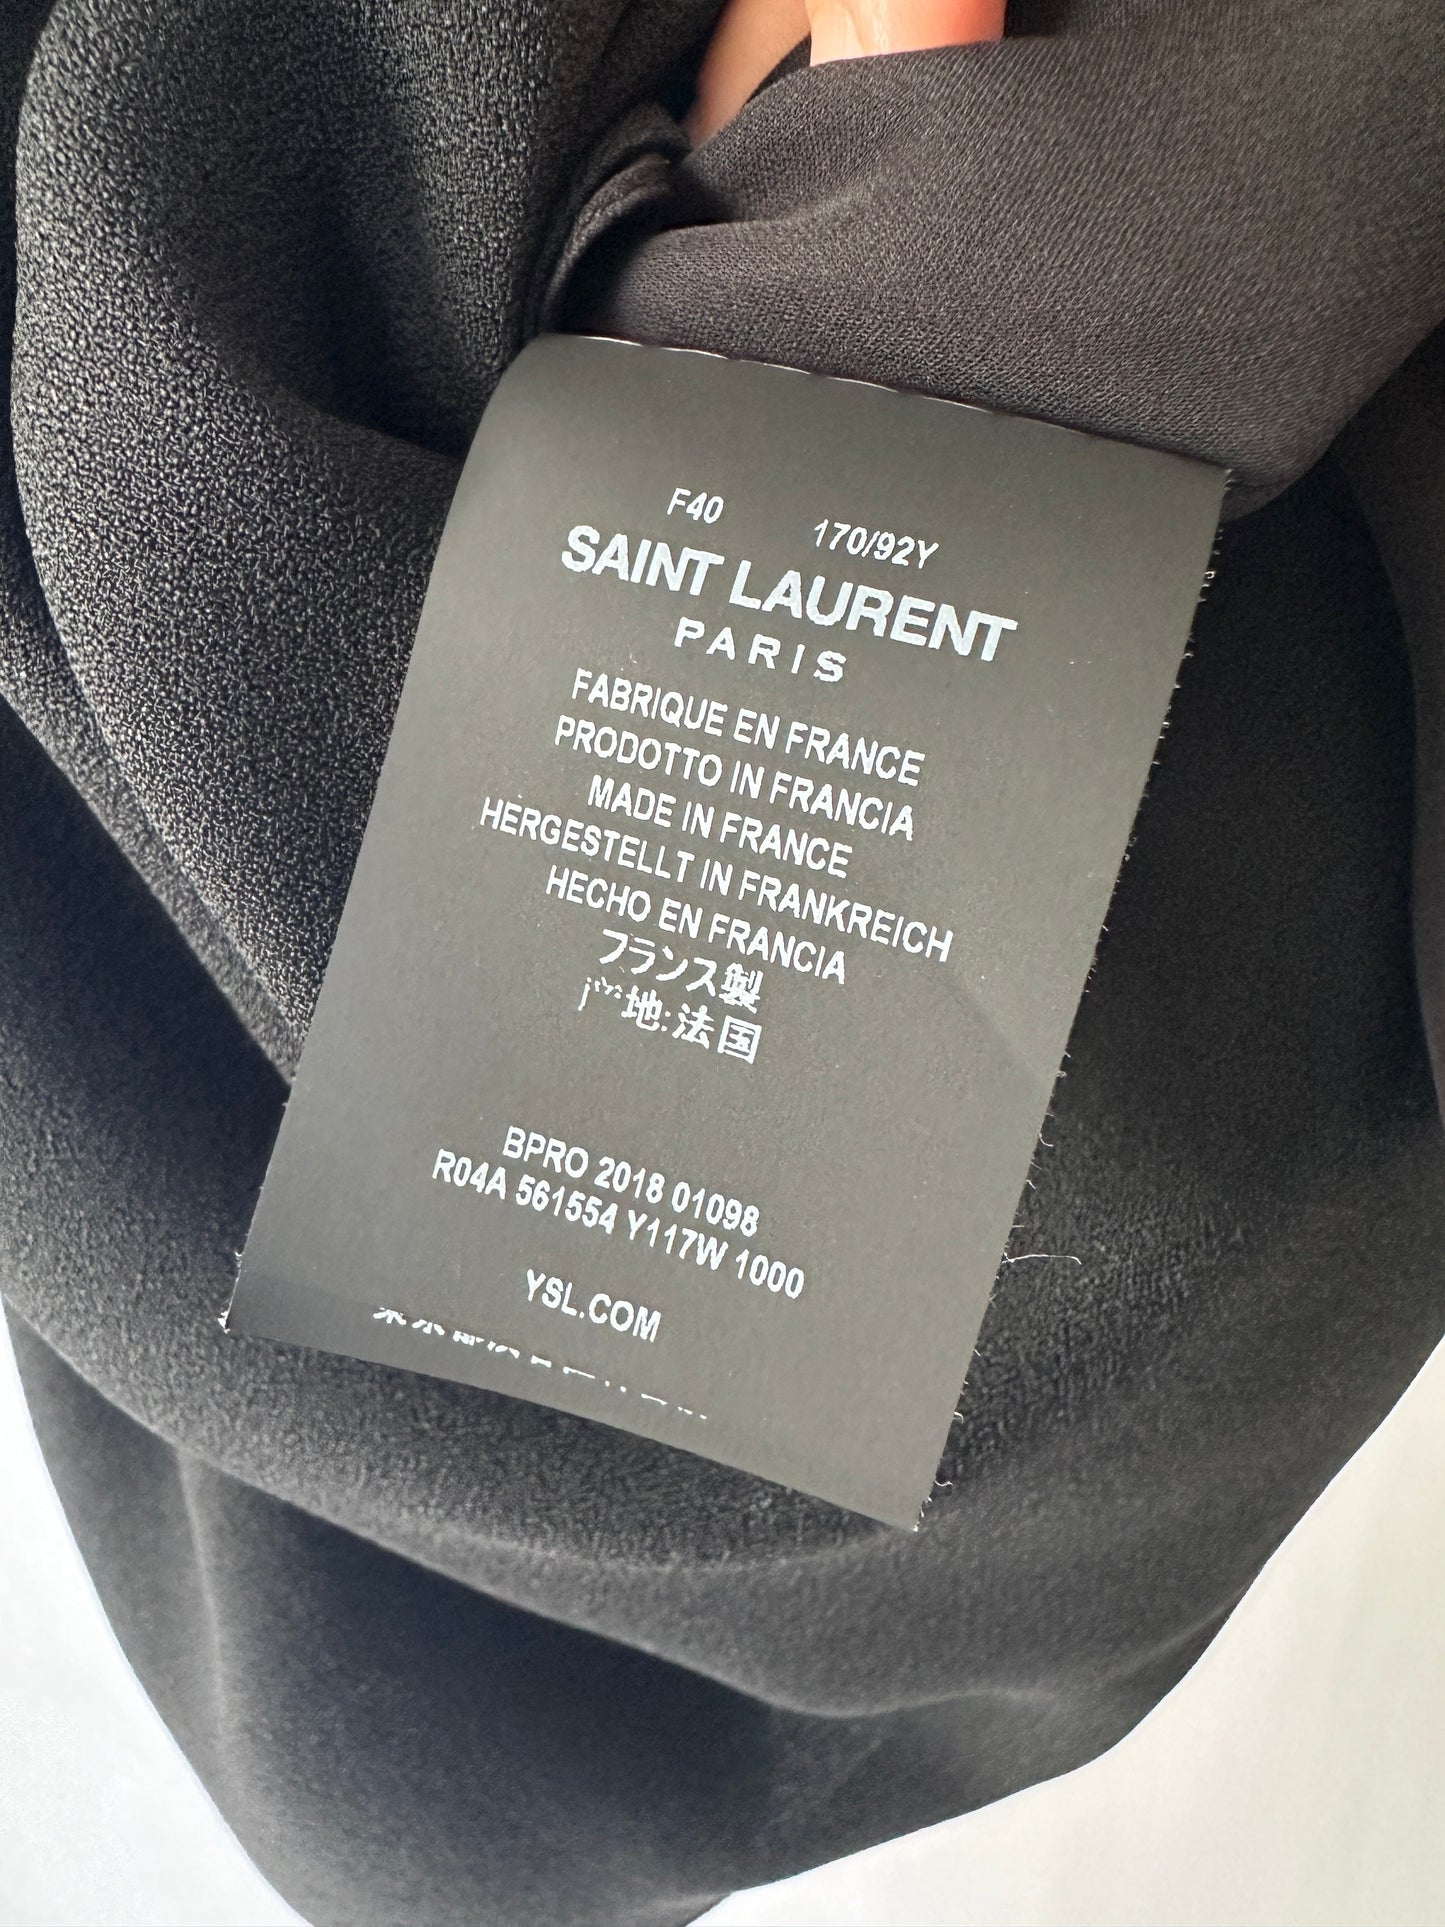 F40 170/92Y
SAINT LAURENT
PARIS
FABRIQUE EN FRANCE
PRODOTTO IN FRANCIA
MADE IN FRANCE
HERGESTELLT IN FRANKREICH
HECHO EN FRANCIA
フランス製
产地:法国
BPRO 2018 01098
R04A 561554 Y117W 1000
YSL.COM